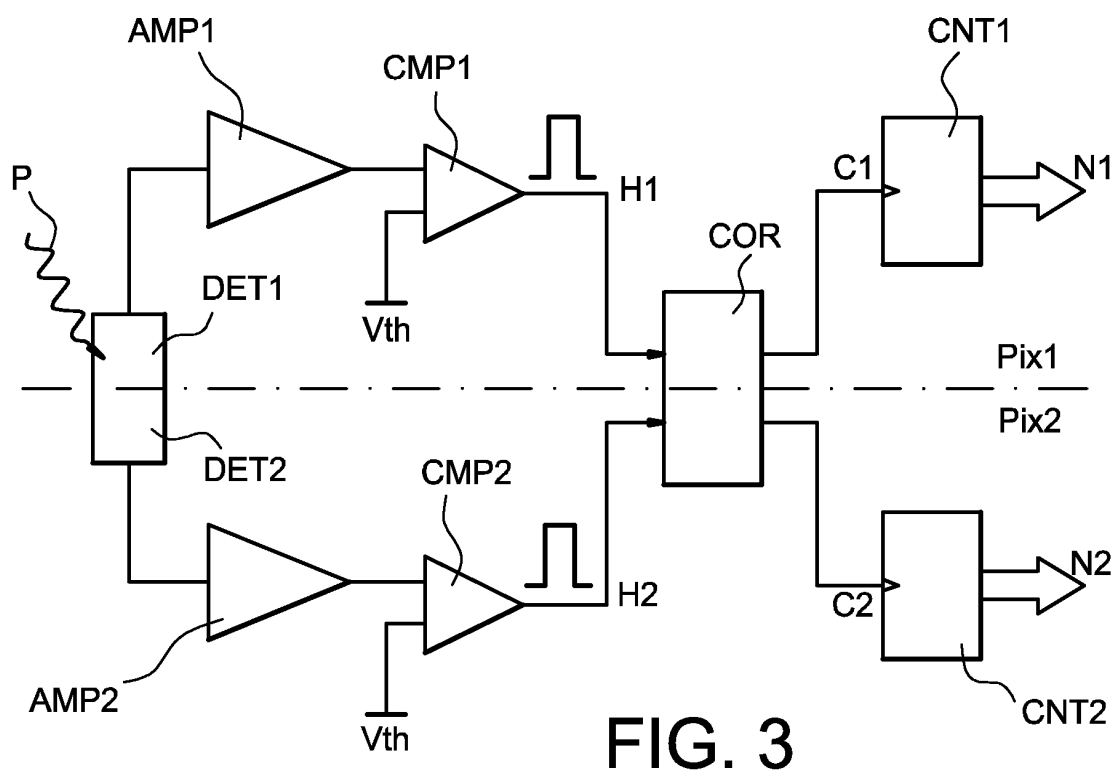 AMP1
CMP1
CNT1
P
H1
C1
N1
COR
DET1
Vth
Pix1
Pix2
DET2
CMP2
H2
C2
N2
AMP2
Vth
CNT2
FIG. 3